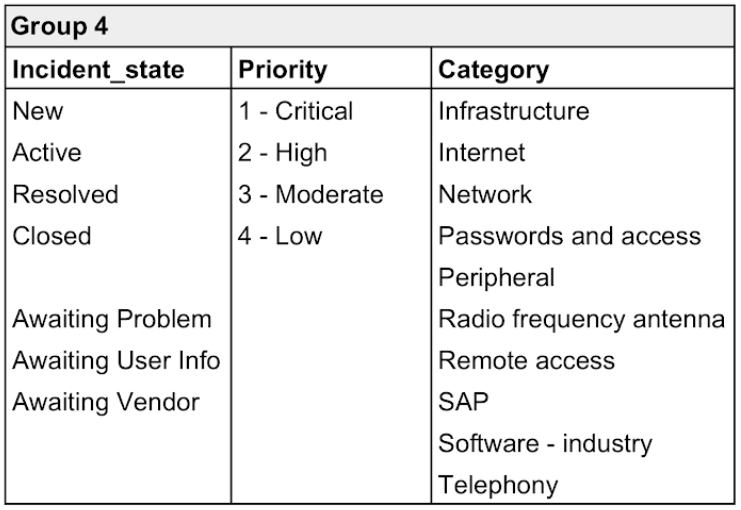 Group 4
Incident_state Priority Category
New 1 - Critical Infrastructure
Active 2 - High Internet
Resolved 3 - Moderate Network
Closed 4 - Low Passwords and access
Peripheral
Awaiting Problem Radio frequency antenna
Awaiting User Info Remote access
Awaiting Vendor SAP
Software - industry
Telephony